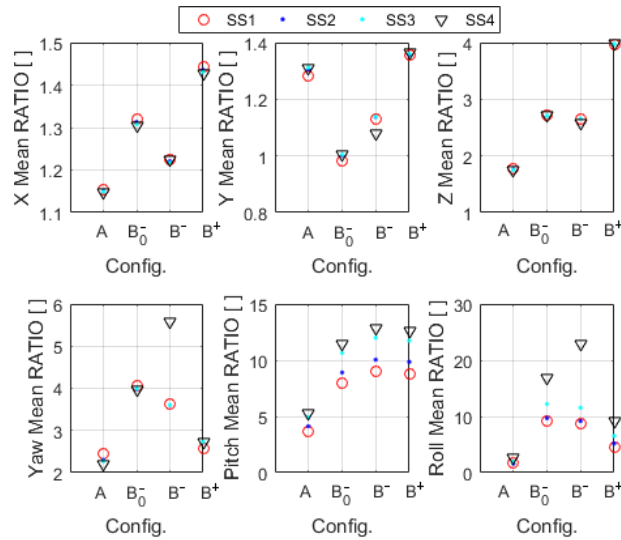 SS1 SS2 SS3 SS4
X Mean RATIO [ ]
1.5
1.4
1.3
1.2
1.1
A B₀⁻ B⁻ B⁺
Config.
Y Mean RATIO [ ]
1.4
1.2
1
0.8
A B₀⁻ B⁻ B⁺
Config.
Z Mean RATIO [ ]
4
3
2
1
A B₀⁻ B⁻ B⁺
Config.
Yaw Mean RATIO [ ]
6
5
4
3
2
A B₀⁻ B⁻ B⁺
Config.
Pitch Mean RATIO [ ]
15
10
5
0
A B₀⁻ B⁻ B⁺
Config.
Roll Mean RATIO [ ]
30
20
10
0
A B₀⁻ B⁻ B⁺
Config.